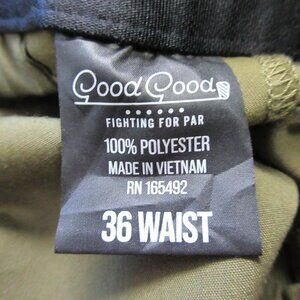 Good Good
FIGHTING FOR PAR
100% POLYESTER
MADE IN VIETNAM
RN 165492
36 WAIST